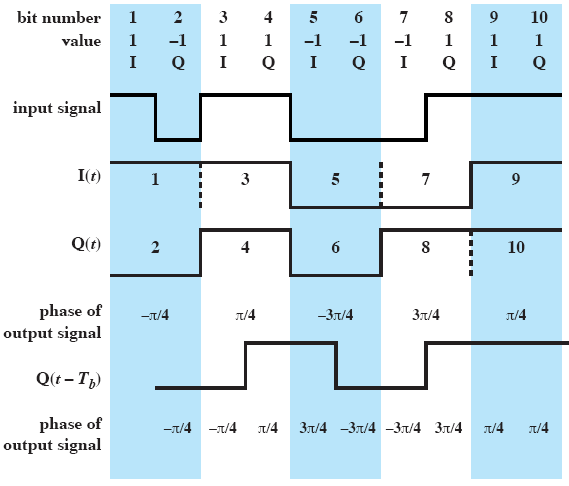 bit number 1 2 3 4 5 6 7 8 9 10
value 1 –1 1 1 –1 –1 –1 1 1 1
I Q I Q I Q I Q I Q
input signal
I(t) 1 3 5 7 9
Q(t) 2 4 6 8 10
phase of
output signal –π/4 π/4 –3π/4 3π/4 π/4
Q(t – Tb)
phase of
output signal –π/4 –π/4 π/4 3π/4 –3π/4 –3π/4 3π/4 π/4 π/4